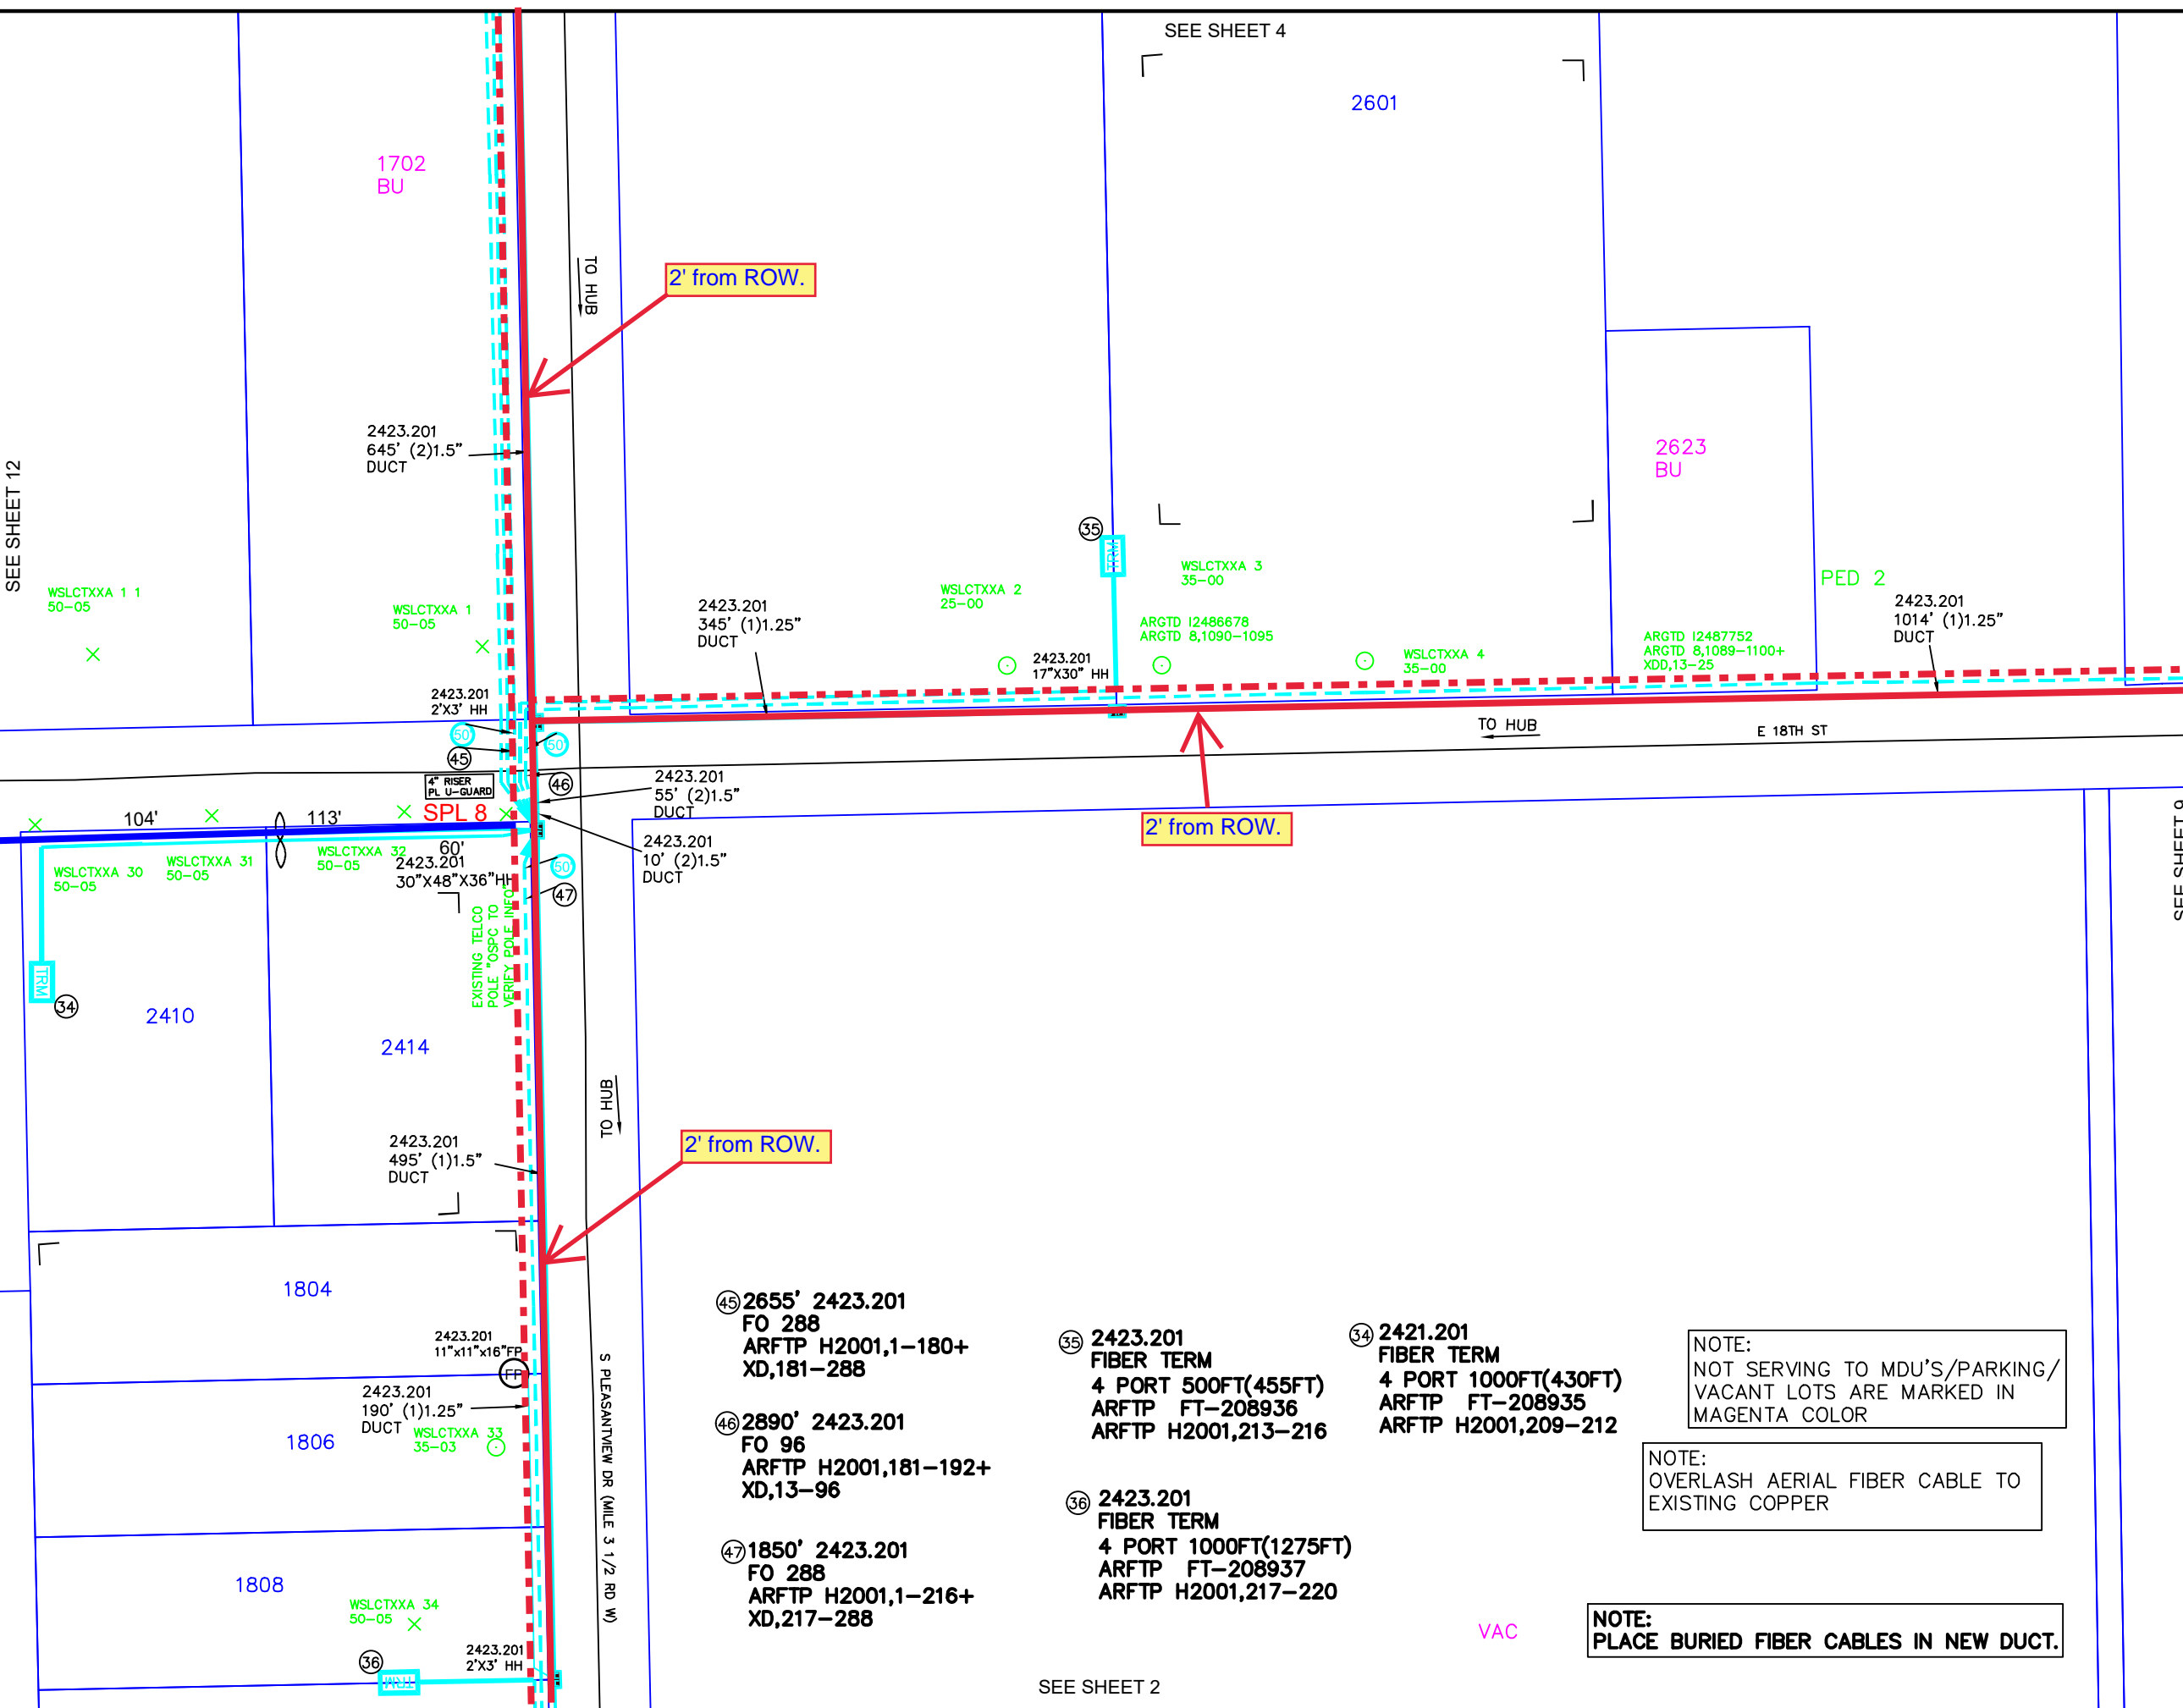 SEE SHEET 4
2601
1702
BU
TO HUB
2' from ROW.
2423.201
645' (2)1.5"
DUCT
SEE SHEET 12
2623
BU
35
WSLCTXXA 1 1
50-05
WSLCTXXA 1
50-05
2423.201
345' (1)1.25"
DUCT
WSLCTXXA 2
25-00
TRM
WSLCTXXA 3
35-00
ARGTD I2486678
ARGTD 8,1090-1095
2423.201
17"X30" HH
WSLCTXXA 4
35-00
PED 2
ARGTD I2487752
ARGTD 8,1089-1100+
XDD,13-25
2423.201
1014' (1)1.25"
DUCT
2423.201
2'X3' HH
50'
45
50'
46
TO HUB
E 18TH ST
4" RISER
PL U-GUARD
SPL 8
104'
113'
60'
2423.201
55' (2)1.5"
DUCT
2423.201
10' (2)1.5"
DUCT
2' from ROW.
SEE SHEET 9
WSLCTXXA 30
50-05
WSLCTXXA 31
50-05
WSLCTXXA 32
50-05
2423.201
30"X48"X36"HH
50'
47
EXISTING TELCO
POLE "OSPC TO
VERIFY POLE INFO"
TRM
34
2410
2414
TO HUB
2423.201
495' (1)1.5"
DUCT
2' from ROW.
1804
2423.201
11"x11"x16"FP
FP
2423.201
190' (1)1.25"
DUCT
1806
WSLCTXXA 33
35-03
S PLEASANTVIEW DR (MILE 3 1/2 RD W)
1808
WSLCTXXA 34
50-05
36
TRM
2423.201
2'X3' HH
45 2655' 2423.201
FO 288
ARFTP H2001,1-180+
XD,181-288
46 2890' 2423.201
FO 96
ARFTP H2001,181-192+
XD,13-96
47 1850' 2423.201
FO 288
ARFTP H2001,1-216+
XD,217-288
35 2423.201
FIBER TERM
4 PORT 500FT(455FT)
ARFTP FT-208936
ARFTP H2001,213-216
36 2423.201
FIBER TERM
4 PORT 1000FT(1275FT)
ARFTP FT-208937
ARFTP H2001,217-220
34 2421.201
FIBER TERM
4 PORT 1000FT(430FT)
ARFTP FT-208935
ARFTP H2001,209-212
NOTE:
NOT SERVING TO MDU'S/PARKING/
VACANT LOTS ARE MARKED IN
MAGENTA COLOR
NOTE:
OVERLASH AERIAL FIBER CABLE TO
EXISTING COPPER
VAC
NOTE:
PLACE BURIED FIBER CABLES IN NEW DUCT.
SEE SHEET 2